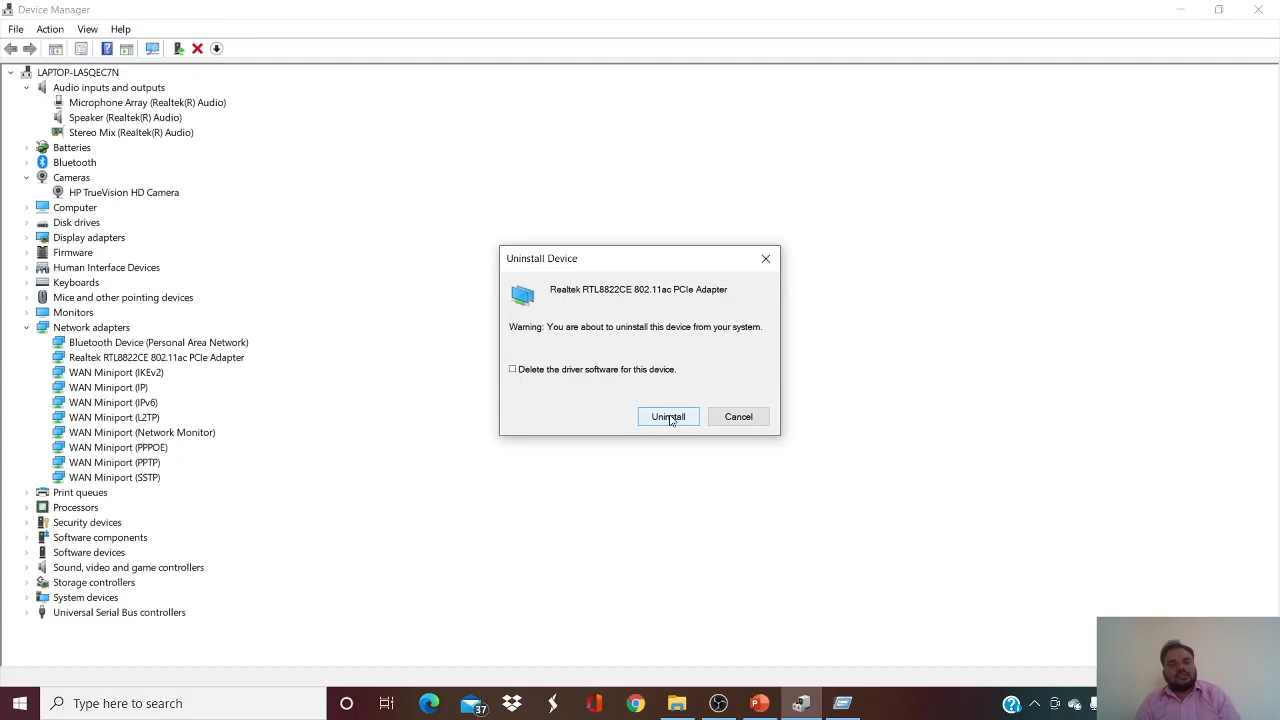 Device Manager
File Action View Help
LAPTOP-LA5QEC7N
Audio inputs and outputs
Microphone Array (Realtek(R) Audio)
Speaker (Realtek(R) Audio)
Stereo Mix (Realtek(R) Audio)
Batteries
Bluetooth
Cameras
HP TrueVision HD Camera
Computer
Disk drives
Display adapters
Firmware
Human Interface Devices
Keyboards
Mice and other pointing devices
Monitors
Network adapters
Bluetooth Device (Personal Area Network)
Realtek RTL8822CE 802.11ac PCIe Adapter
WAN Miniport (IKEv2)
WAN Miniport (IP)
WAN Miniport (IPv6)
WAN Miniport (L2TP)
WAN Miniport (Network Monitor)
WAN Miniport (PPPOE)
WAN Miniport (PPTP)
WAN Miniport (SSTP)
Print queues
Processors
Security devices
Software components
Software devices
Sound, video and game controllers
Storage controllers
System devices
Universal Serial Bus controllers
Uninstall Device
Realtek RTL8822CE 802.11ac PCIe Adapter
Warning: You are about to uninstall this device from your system.
Delete the driver software for this device.
Uninstall Cancel
Type here to search
37